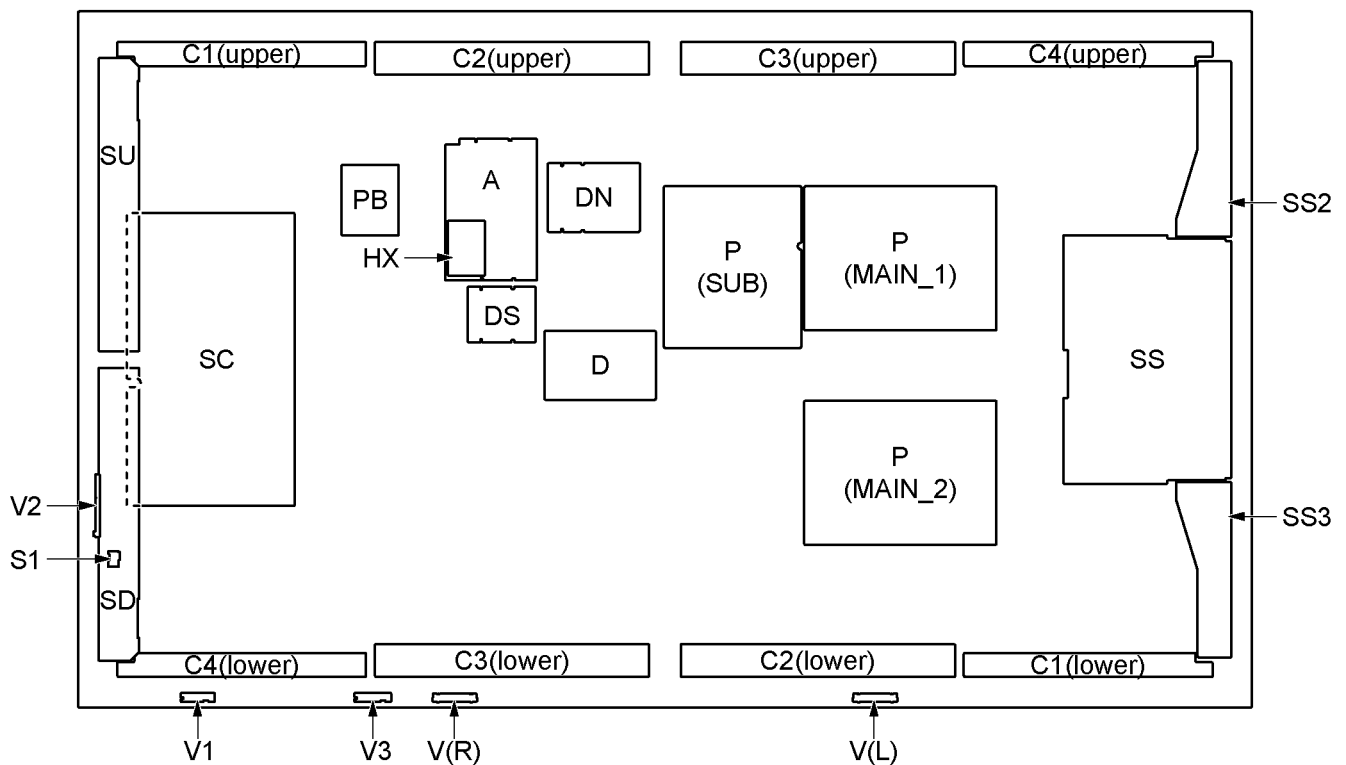 C1(upper)
C2(upper)
C3(upper)
C4(upper)
SU
PB
A
DN
SS2
HX
P
(SUB)
P
(MAIN_1)
DS
SC
D
SS
P
(MAIN_2)
V2
SS3
S1
SD
C4(lower)
C3(lower)
C2(lower)
C1(lower)
V1
V3
V(R)
V(L)